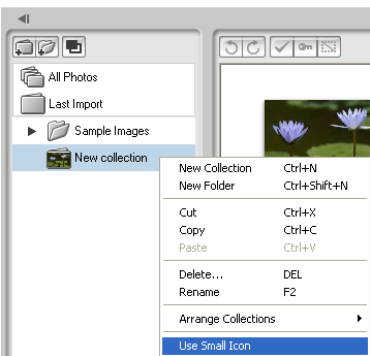 All Photos
Last Import
Sample Images
New collection
New Collection Ctrl+N
New Folder Ctrl+Shift+N
Cut Ctrl+X
Copy Ctrl+C
Paste Ctrl+V
Delete... DEL
Rename F2
Arrange Collections
Use Small Icon